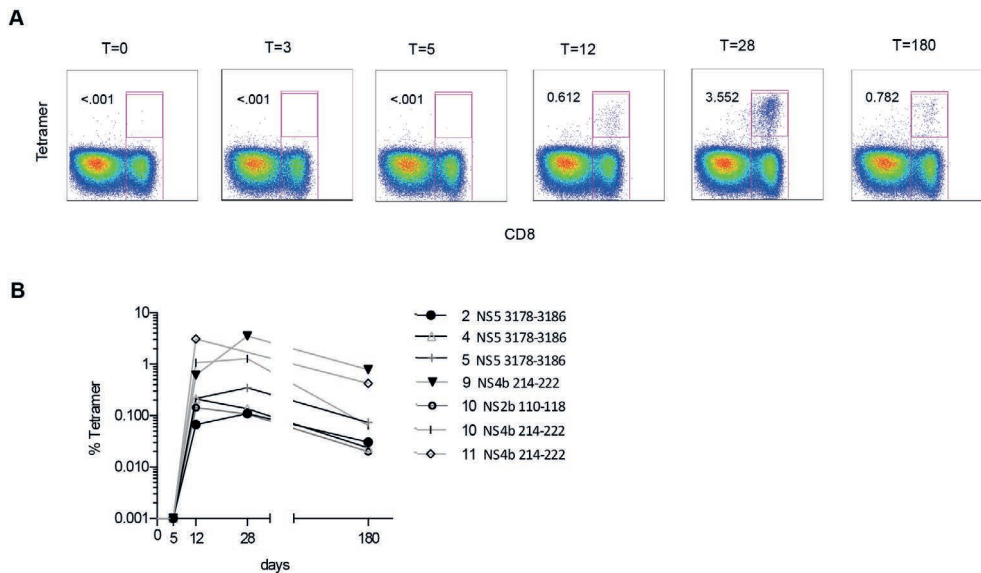 A
T=0 T=3 T=5 T=12 T=28 T=180
<.001 <.001 <.001 0.612 3.552 0.782
Tetramer
CD8
B
10
1
0.100
0.010
0.001
% Tetramer
0 5 12 28 180
days
2 NS5 3178-3186
4 NS5 3178-3186
5 NS5 3178-3186
9 NS4b 214-222
10 NS2b 110-118
10 NS4b 214-222
11 NS4b 214-222